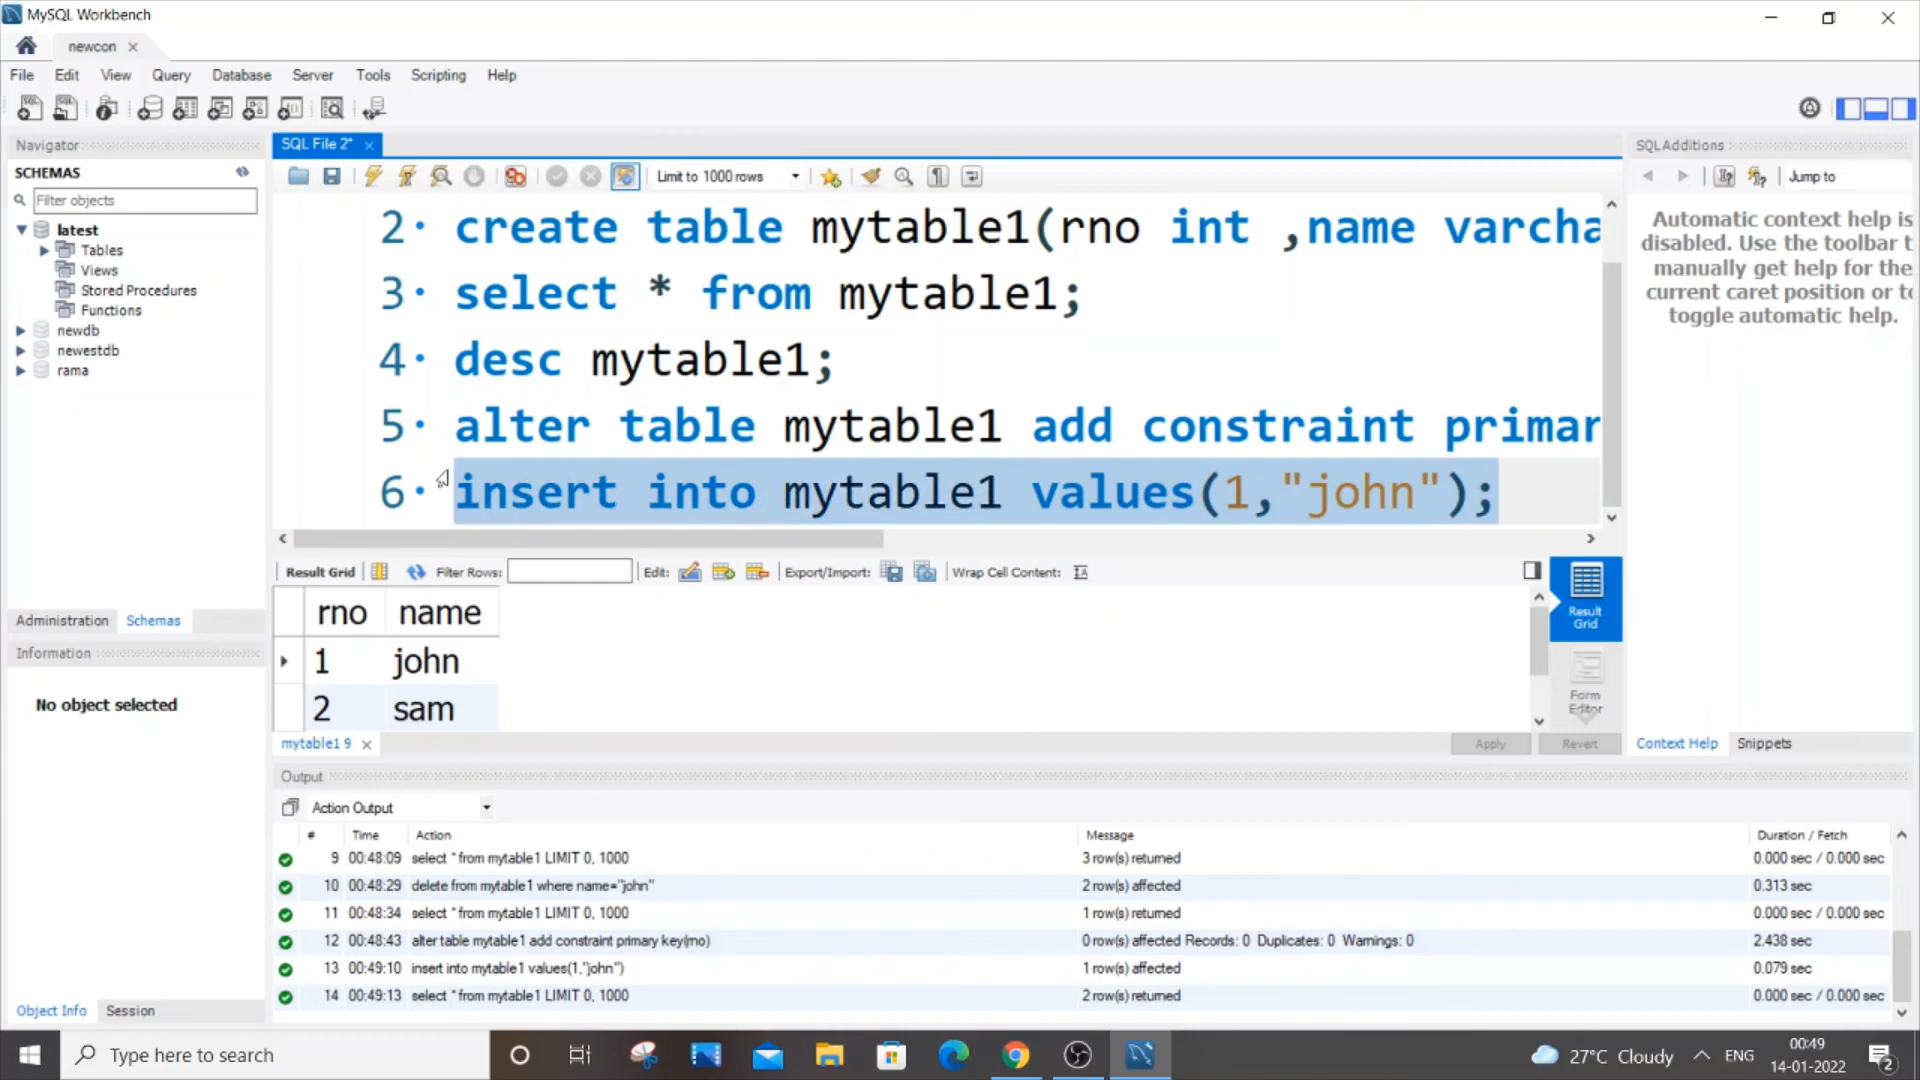 MySQL Workbench
newcon
File Edit View Query Database Server Tools Scripting Help
Navigator
SCHEMAS
Filter objects
latest
Tables
Views
Stored Procedures
Functions
newdb
newestdb
rama
Administration Schemas
Information
No object selected
Object Info Session
SQL File 2*
Limit to 1000 rows
2 create table mytable1(rno int ,name varcha
3 select * from mytable1;
4 desc mytable1;
5 alter table mytable1 add constraint primar
6 insert into mytable1 values(1,"john");
Result Grid Filter Rows: Edit: Export/Import: Wrap Cell Content:
rno name
1 john
2 sam
Result Grid
Form Editor
mytable1 9
Apply Revert
SQLAdditions
Jump to
Automatic context help is
disabled. Use the toolbar t
manually get help for the
current caret position or to
toggle automatic help.
Context Help Snippets
Output
Action Output
# Time Action Message Duration / Fetch
9 00:48:09 select * from mytable1 LIMIT 0, 1000 3 row(s) returned 0.000 sec / 0.000 sec
10 00:48:29 delete from mytable1 where name="john" 2 row(s) affected 0.313 sec
11 00:48:34 select * from mytable1 LIMIT 0, 1000 1 row(s) returned 0.000 sec / 0.000 sec
12 00:48:43 alter table mytable1 add constraint primary key(rno) 0 row(s) affected Records: 0 Duplicates: 0 Warnings: 0 2.438 sec
13 00:49:10 insert into mytable1 values(1,"john") 1 row(s) affected 0.079 sec
14 00:49:13 select * from mytable1 LIMIT 0, 1000 2 row(s) returned 0.000 sec / 0.000 sec
Type here to search
27°C Cloudy ENG
00:49
14-01-2022
2